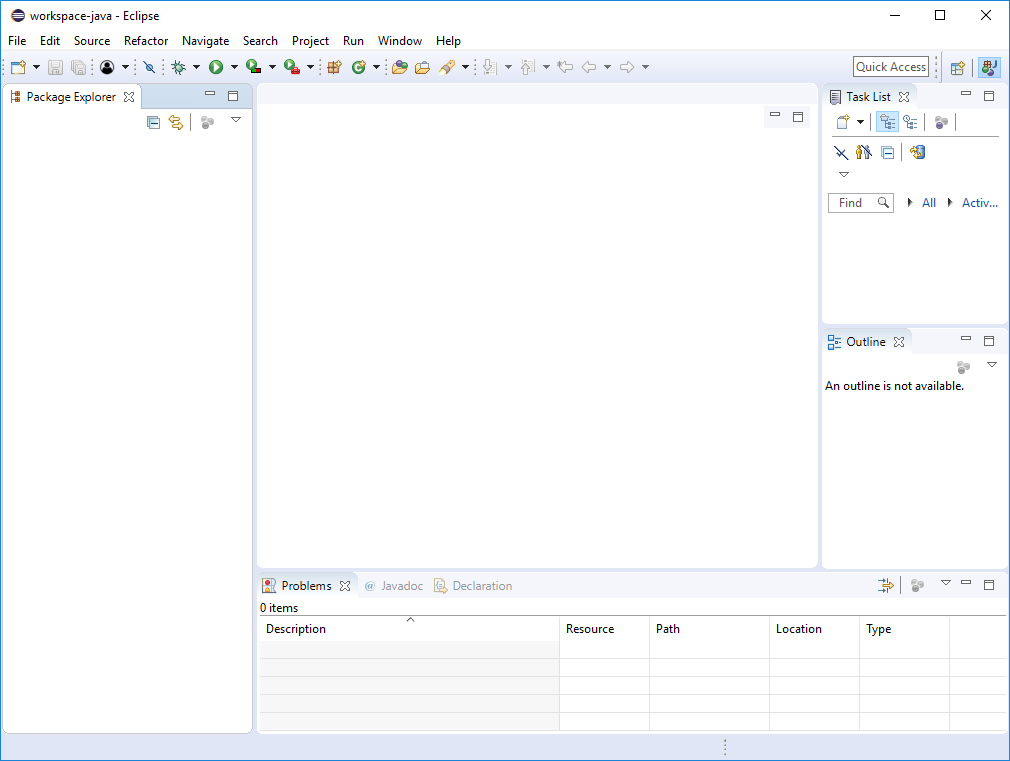 workspace-java - Eclipse
File Edit Source Refactor Navigate Search Project Run Window Help
Quick Access
Package Explorer
Task List
Find All Activ...
Outline
An outline is not available.
Problems @ Javadoc Declaration
0 items
Description Resource Path Location Type